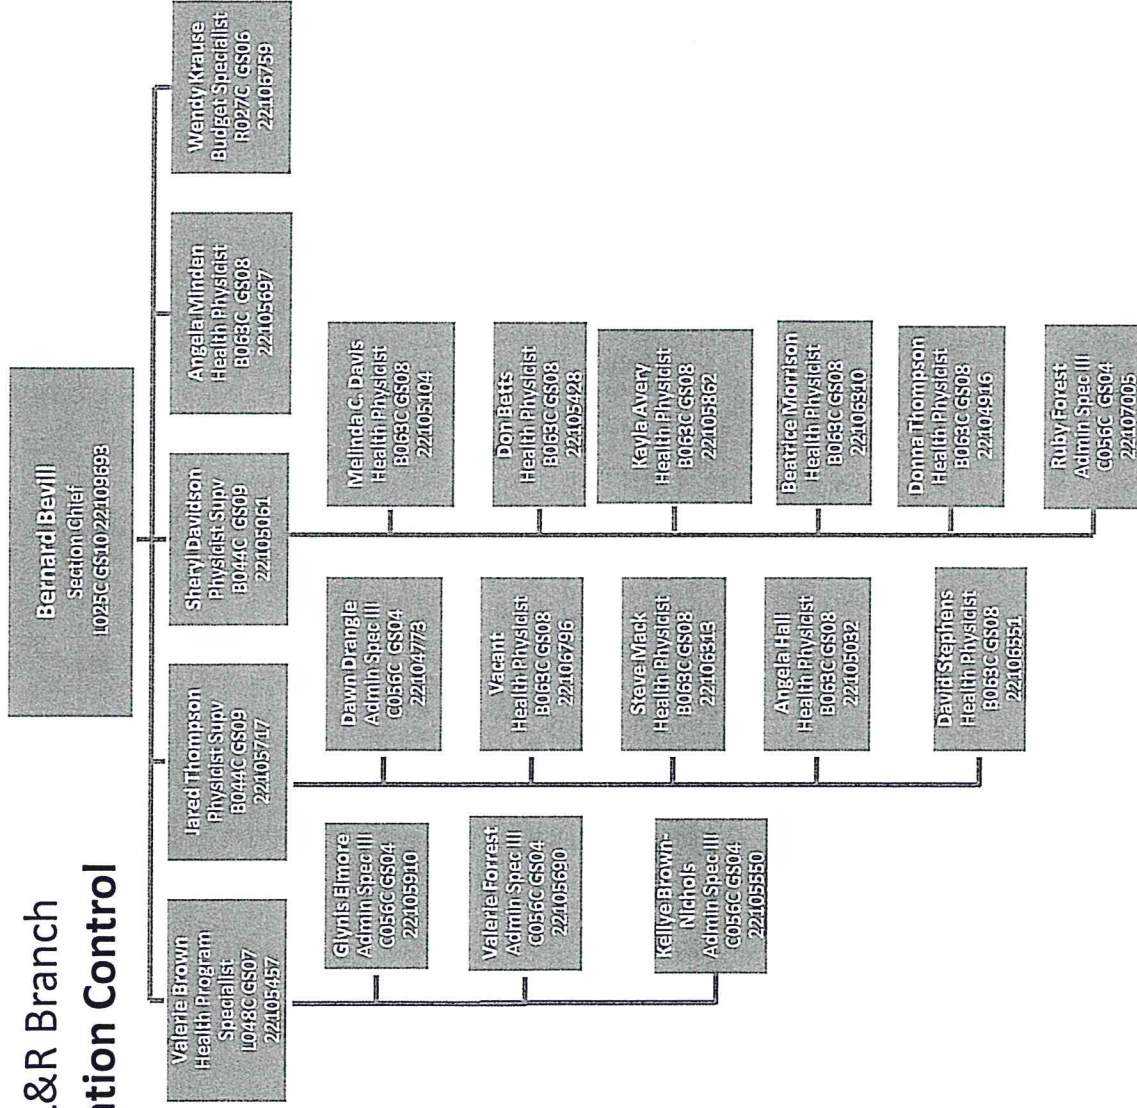 &R Branch
ation Control
Bernard Bevill
Section Chief
L025C GS10 22109693
Valerie Brown
Health Program
Specialist
L048C GS07
22105457
Glynis Elmore
Admin Spec III
C056C GS04
22105910
Valerie Forrest
Admin Spec III
C056C GS04
22105690
Kellye Brown-
Nichols
Admin Spec III
C056C GS04
22105550
Jared Thompson
Physicist Supv
B044C GS09
22105717
Dawn Drangle
Admin Spec III
C056C GS04
22104773
Vacant
Health Physicist
B063C GS08
22106796
Steve Mack
Health Physicist
B063C GS08
22106313
Angela Hall
Health Physicist
B063C GS08
22105032
David Stephens
Health Physicist
B063C GS08
22106551
Sheryl Davidson
Physicist Supv
B044C GS09
22105061
Melinda C. Davis
Health Physicist
B063C GS08
22105104
Don Betts
Health Physicist
B063C GS08
22105428
Kayla Avery
Health Physicist
B063C GS08
22105862
Beatrice Morrison
Health Physicist
B063C GS08
22106310
Donna Thompson
Health Physicist
B063C GS08
22104916
Ruby Forest
Admin Spec III
C056C GS04
22107005
Angela Minden
Health Physicist
B063C GS08
22105697
Wendy Krause
Budget Specialist
R027C GS06
22106759